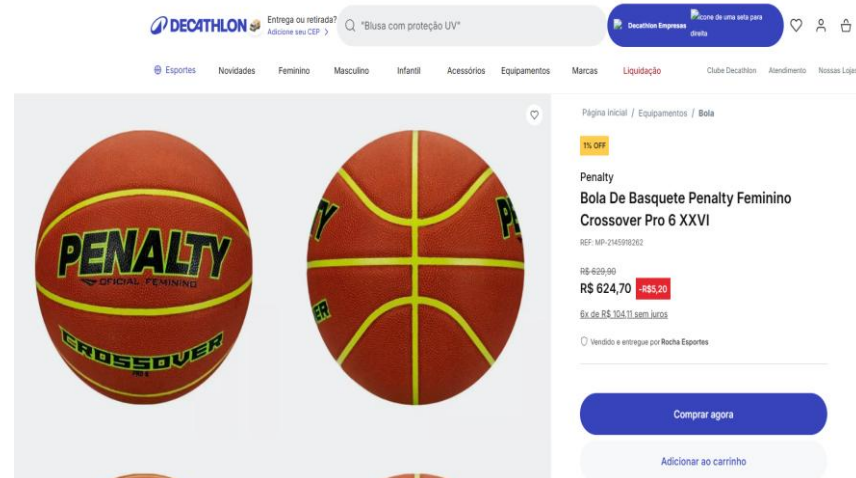 DECATHLON
Entrega ou retirada?
Adicione seu CEP >
"Blusa com proteção UV"
Decathlon Empresas
ícone de uma seta para
direita
Esportes Novidades Feminino Masculino Infantil Acessórios Equipamentos Marcas Liquidação Clube Decathlon Atendimento Nossas Lojas
Página Inicial / Equipamentos / Bola
1% OFF
Penalty
Bola De Basquete Penalty Feminino
Crossover Pro 6 XXVI
REF: MP-2145918262
R$ 629,90
R$ 624,70 -R$5,20
6x de R$ 104,11 sem juros
Vendido e entregue por Rocha Esportes
Comprar agora
Adicionar ao carrinho
PENALTY
OFICIAL FEMININO
CROSSOVER
PRO 6